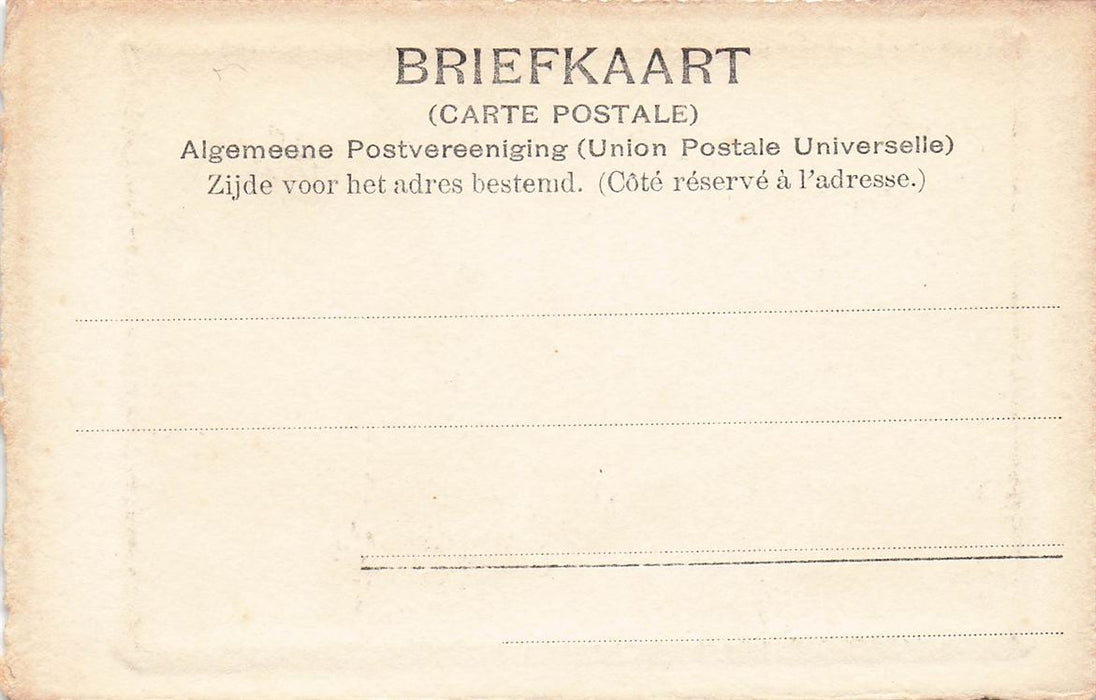 BRIEFKAART
(CARTE POSTALE)
Algemeene Postvereeniging (Union Postale Universelle)
Zijde voor het adres bestemd. (Côté réservé à l'adresse.)